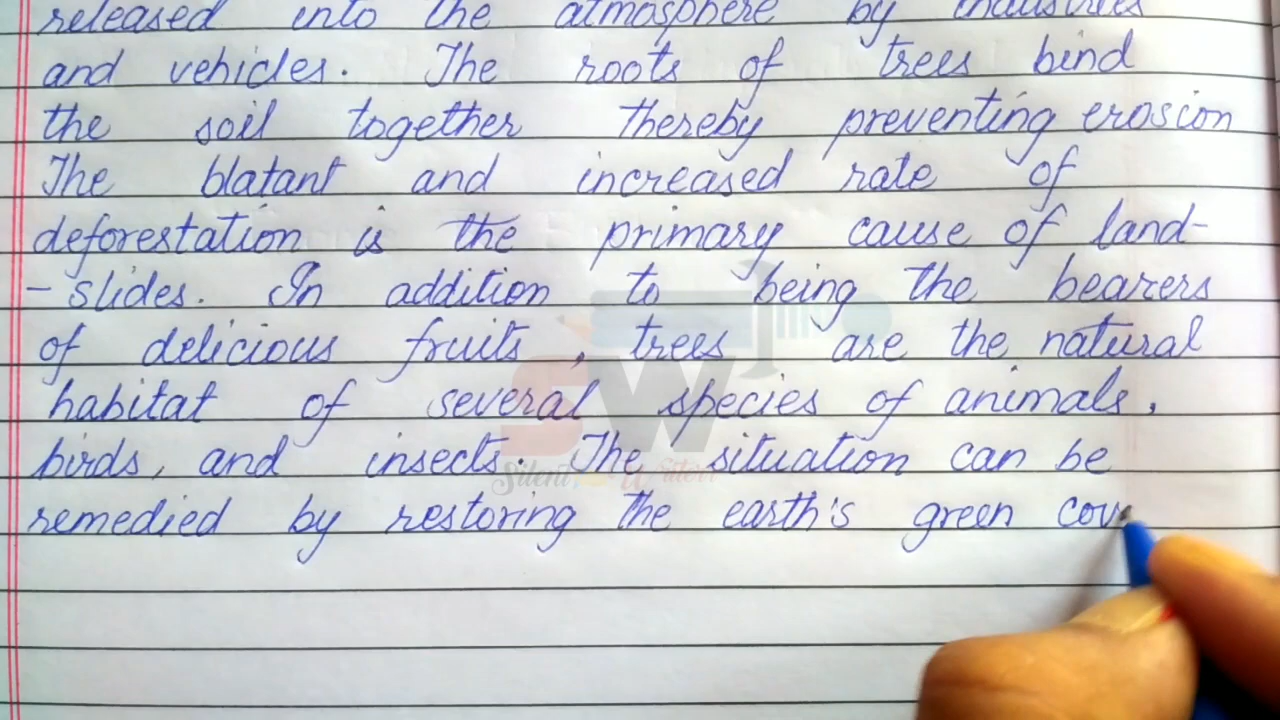 released into the atmosphere by industries
and vehicles. The roots of trees bind
the soil together thereby preventing erosion
The blatant and increased rate of
deforestation is the primary cause of land-
- slides. In addition to being the bearers
of delicious fruits, trees are the natural
habitat of several species of animals,
birds, and insects. The situation can be
remedied by restoring the earth's green cov
SW
Silent Writer